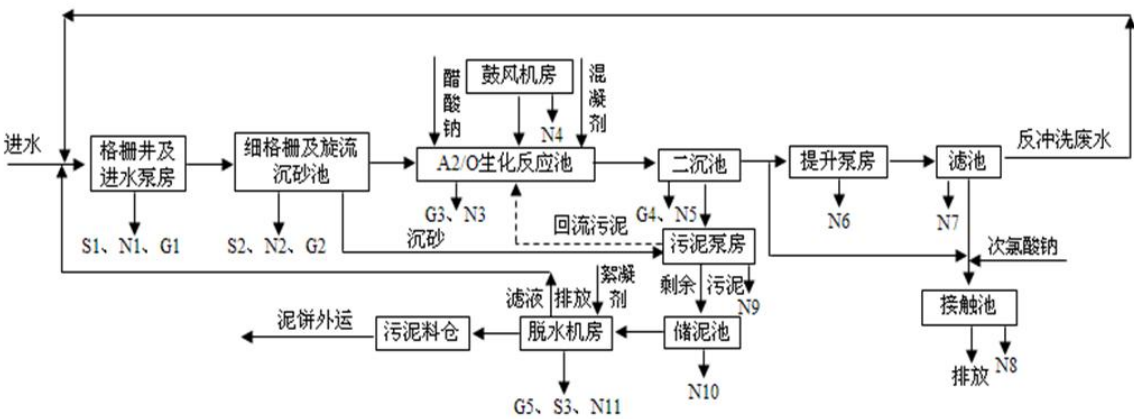 进水
格栅井及
进水泵房
S1、N1、G1
细格栅及旋流
沉砂池
S2、N2、G2
醋酸钠
鼓风机房
N4
混凝剂
A2/O生化反应池
G3、N3
二沉池
G4、N5
提升泵房
N6
滤池
N7
反冲洗废水
沉砂
回流污泥
污泥泵房
次氯酸钠
剩余
污泥
N9
接触池
排放
N8
滤液
排放
絮凝剂
泥饼外运
污泥料仓
脱水机房
储泥池
N10
G5、S3、N11